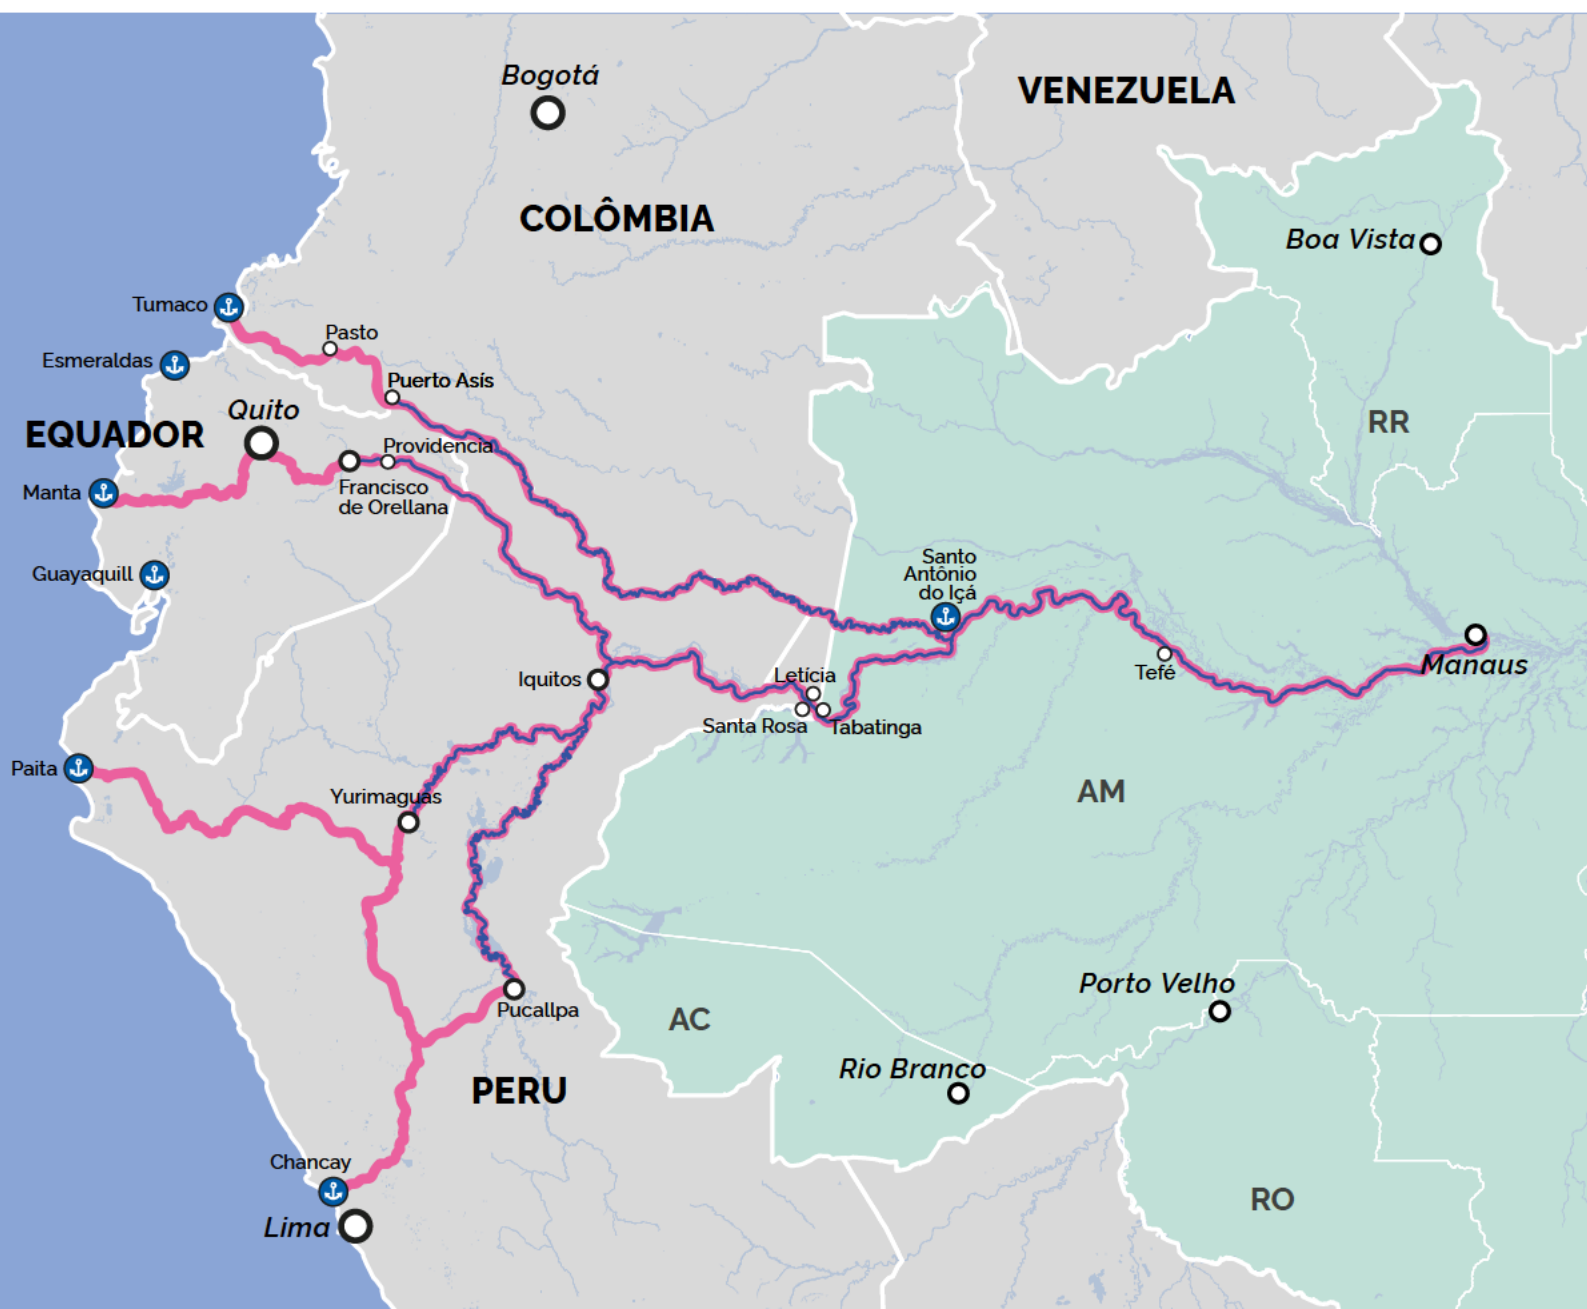 Bogotá
VENEZUELA
COLÔMBIA
Boa Vista
Tumaco
Pasto
Esmeraldas
Puerto Asís
Quito
EQUADOR
RR
Providencia
Manta
Francisco
de Orellana
Santo
Antônio
do Içá
Guayaquill
Manaus
Tefé
Iquitos
Letícia
Santa Rosa
Tabatinga
Paita
Yurimaguas
AM
Porto Velho
Pucallpa
AC
Rio Branco
PERU
Chancay
RO
Lima